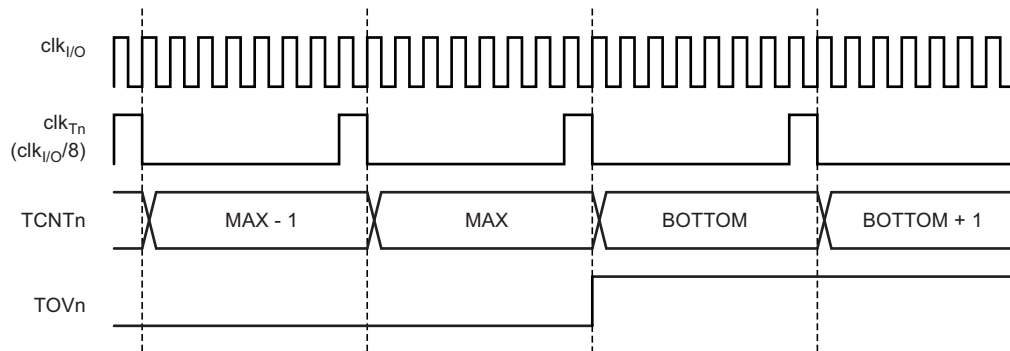 clkI/O
clkTn
(clkI/O/8)
TCNTn MAX - 1 MAX BOTTOM BOTTOM + 1
TOVn